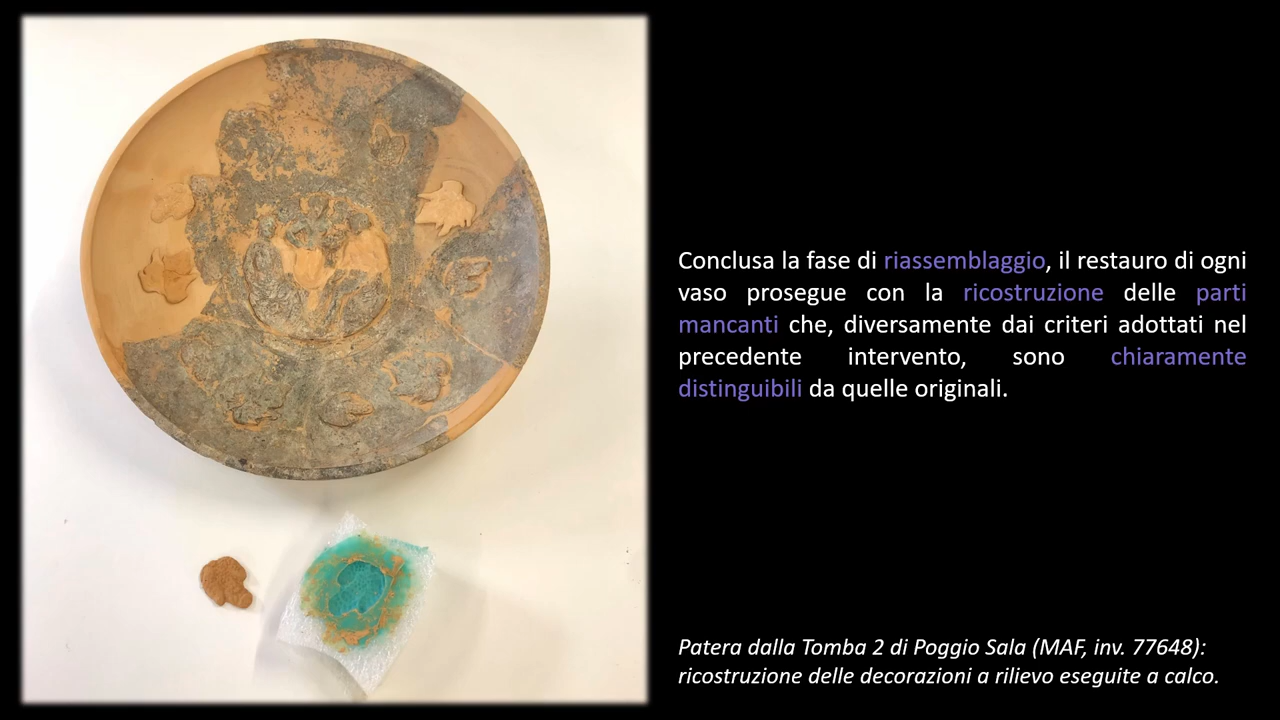 Conclusa la fase di riassemblaggio, il restauro di ogni
vaso prosegue con la ricostruzione delle parti
mancanti che, diversamente dai criteri adottati nel
precedente intervento, sono chiaramente
distinguibili da quelle originali.
Patera dalla Tomba 2 di Poggio Sala (MAF, inv. 77648):
ricostruzione delle decorazioni a rilievo eseguite a calco.